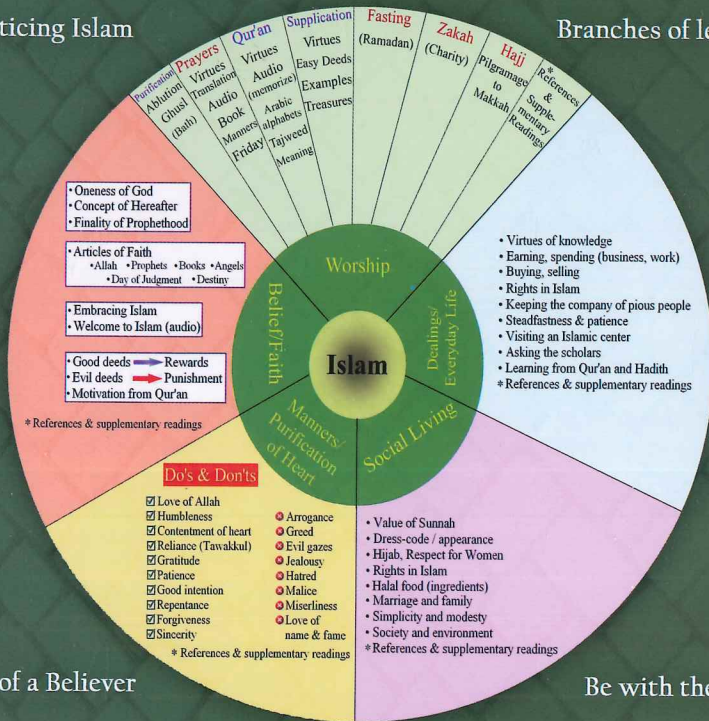 ticing Islam
Branches of le
Purification
Ablution
Ghusl
(Bath)
Prayers
Virtues
Translation
Audio
Book
Manners
Friday
Qur'an
Virtues
Audio
(memorize)
Arabic
alphabets
Tajweed
Meaning
Supplication
Virtues
Easy Deeds
Examples
Treasures
Fasting
(Ramadan)
Zakah
(Charity)
Hajj
Pilgramage
to
Makkah
*References
&
Supple-
mentary
Readings
• Oneness of God
• Concept of Hereafter
• Finality of Prophethood
• Articles of Faith
•Allah •Prophets •Books •Angels
•Day of Judgment •Destiny
• Embracing Islam
• Welcome to Islam (audio)
• Good deeds Rewards
• Evil deeds Punishment
• Motivation from Qur'an
* References & supplementary readings
Worship
Belief/Faith
Dealings/
Everyday Life
Islam
Manners/
Purification
of Heart
Social Living
• Virtues of knowledge
• Earning, spending (business, work)
• Buying, selling
• Rights in Islam
• Keeping the company of pious people
• Steadfastness & patience
• Visiting an Islamic center
• Asking the scholars
• Learning from Qur'an and Hadith
* References & supplementary readings
Do's & Don'ts
Love of Allah
Humbleness
Contentment of heart
Reliance (Tawakkul)
Gratitude
Patience
Good intention
Repentance
Forgiveness
Sincerity
Arrogance
Greed
Evil gazes
Jealousy
Hatred
Malice
Miserliness
Love of
name & fame
* References & supplementary readings
• Value of Sunnah
• Dress-code / appearance
• Hijab, Respect for Women
• Rights in Islam
• Halal food (ingredients)
• Marriage and family
• Simplicity and modesty
• Society and environment
* References & supplementary readings
of a Believer
Be with the